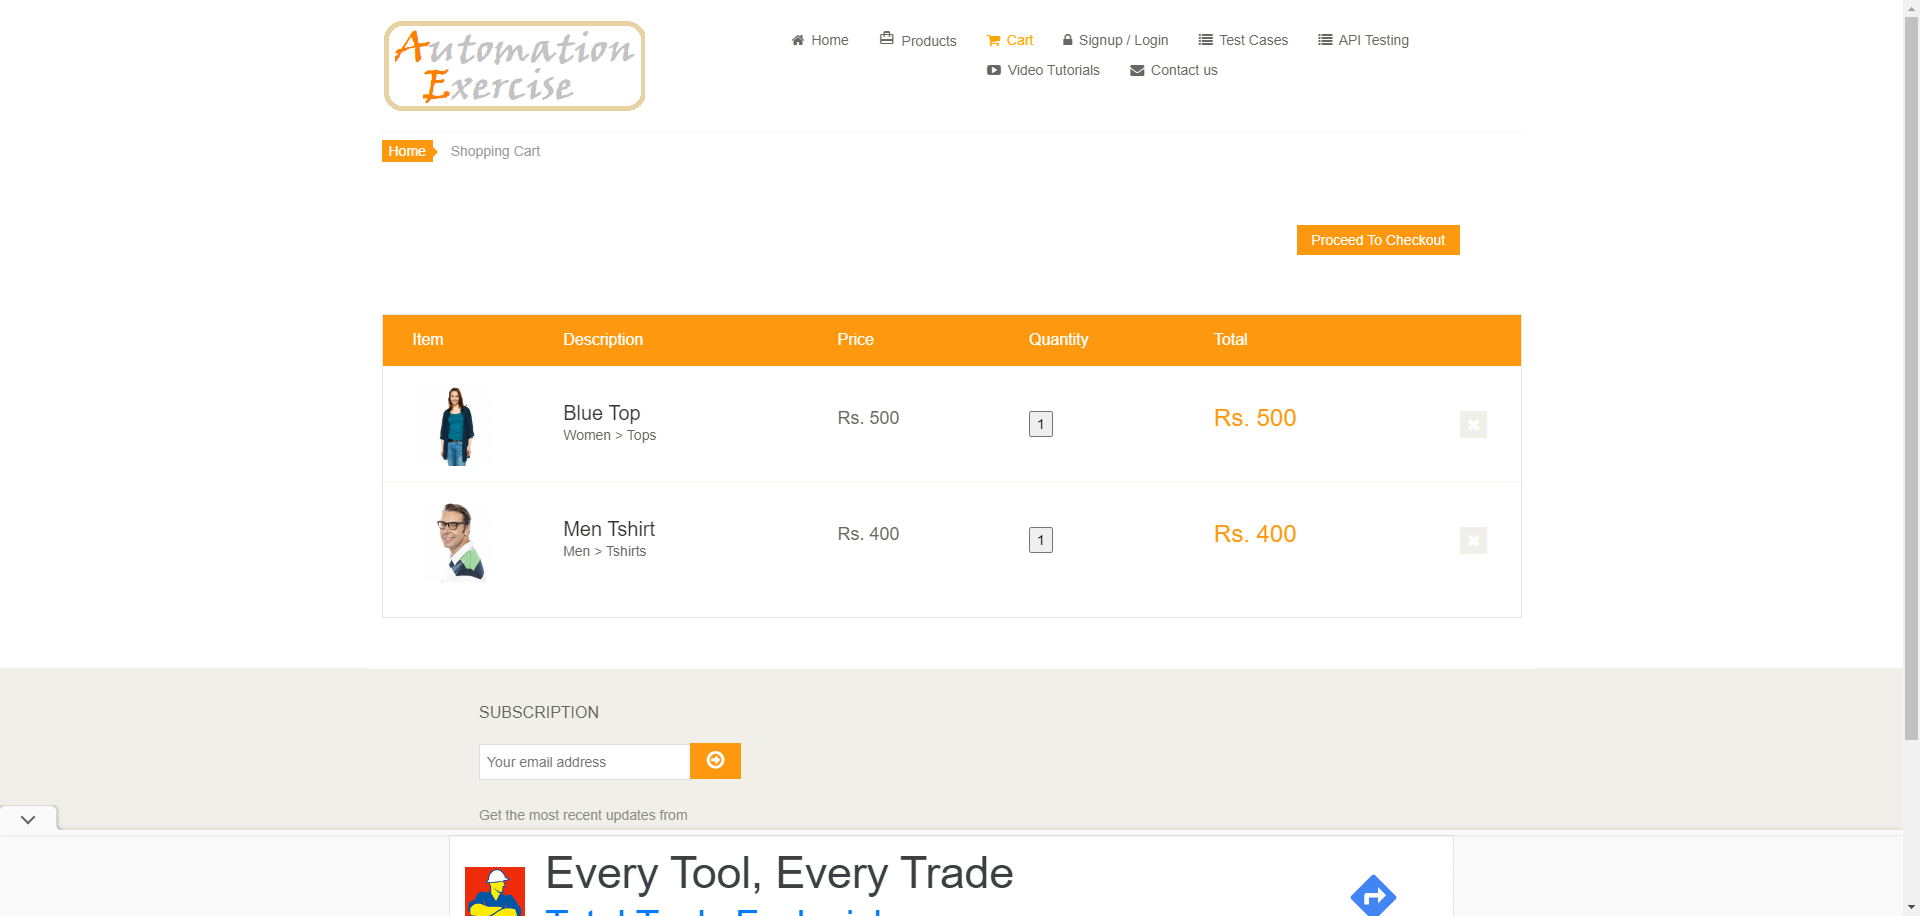 Automation
Exercise
Home
Products
Cart
Signup / Login
Test Cases
API Testing
Video Tutorials
Contact us
Home
Shopping Cart
Proceed To Checkout
Item Description Price Quantity Total
Blue Top
Women > Tops
Rs. 500
1
Rs. 500
Men Tshirt
Men > Tshirts
Rs. 400
1
Rs. 400
SUBSCRIPTION
Your email address
Get the most recent updates from
Every Tool, Every Trade